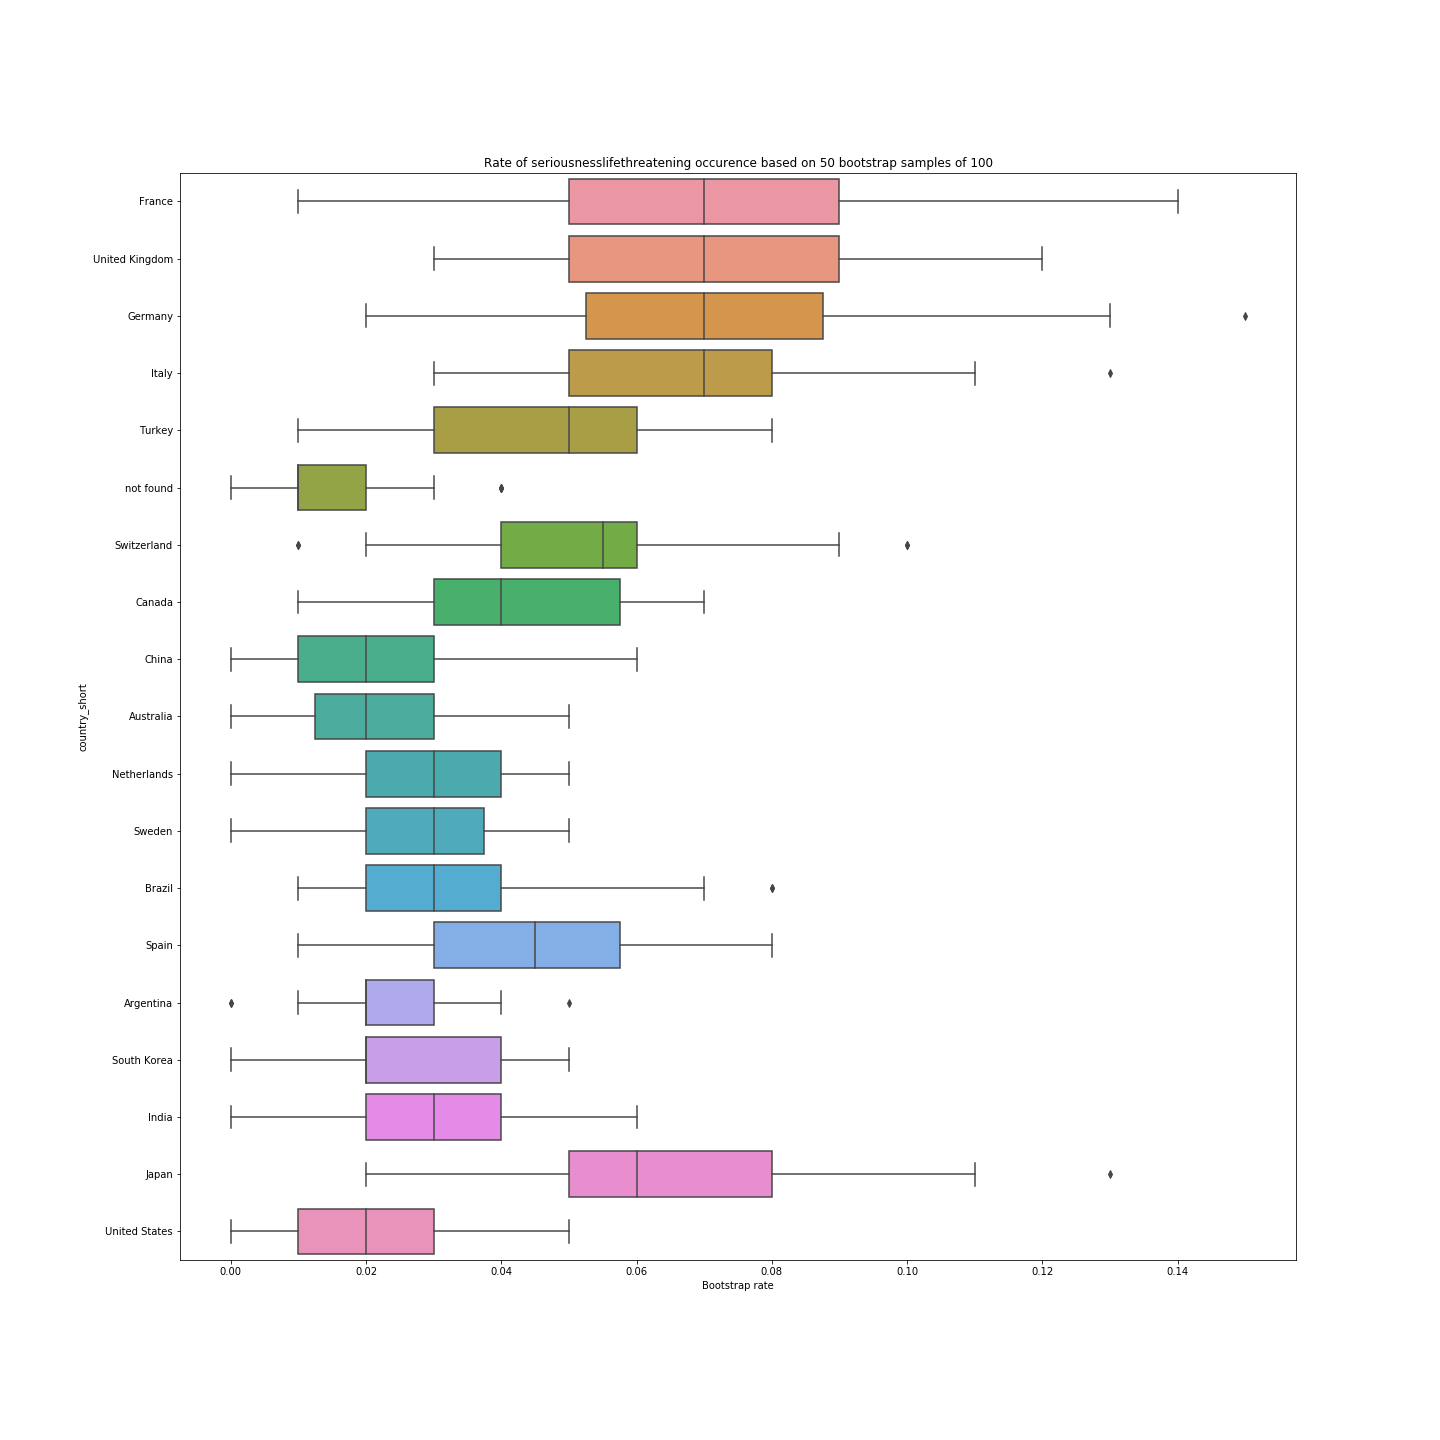 Rate of seriousnesslifethreatening occurence based on 50 bootstrap samples of 100
France
United Kingdom
Germany
Italy
Turkey
not found
Switzerland
Canada
China
country_short
Australia
Netherlands
Sweden
Brazil
Spain
Argentina
South Korea
India
Japan
United States
0.00 0.02 0.04 0.06 0.08 0.10 0.12 0.14
Bootstrap rate